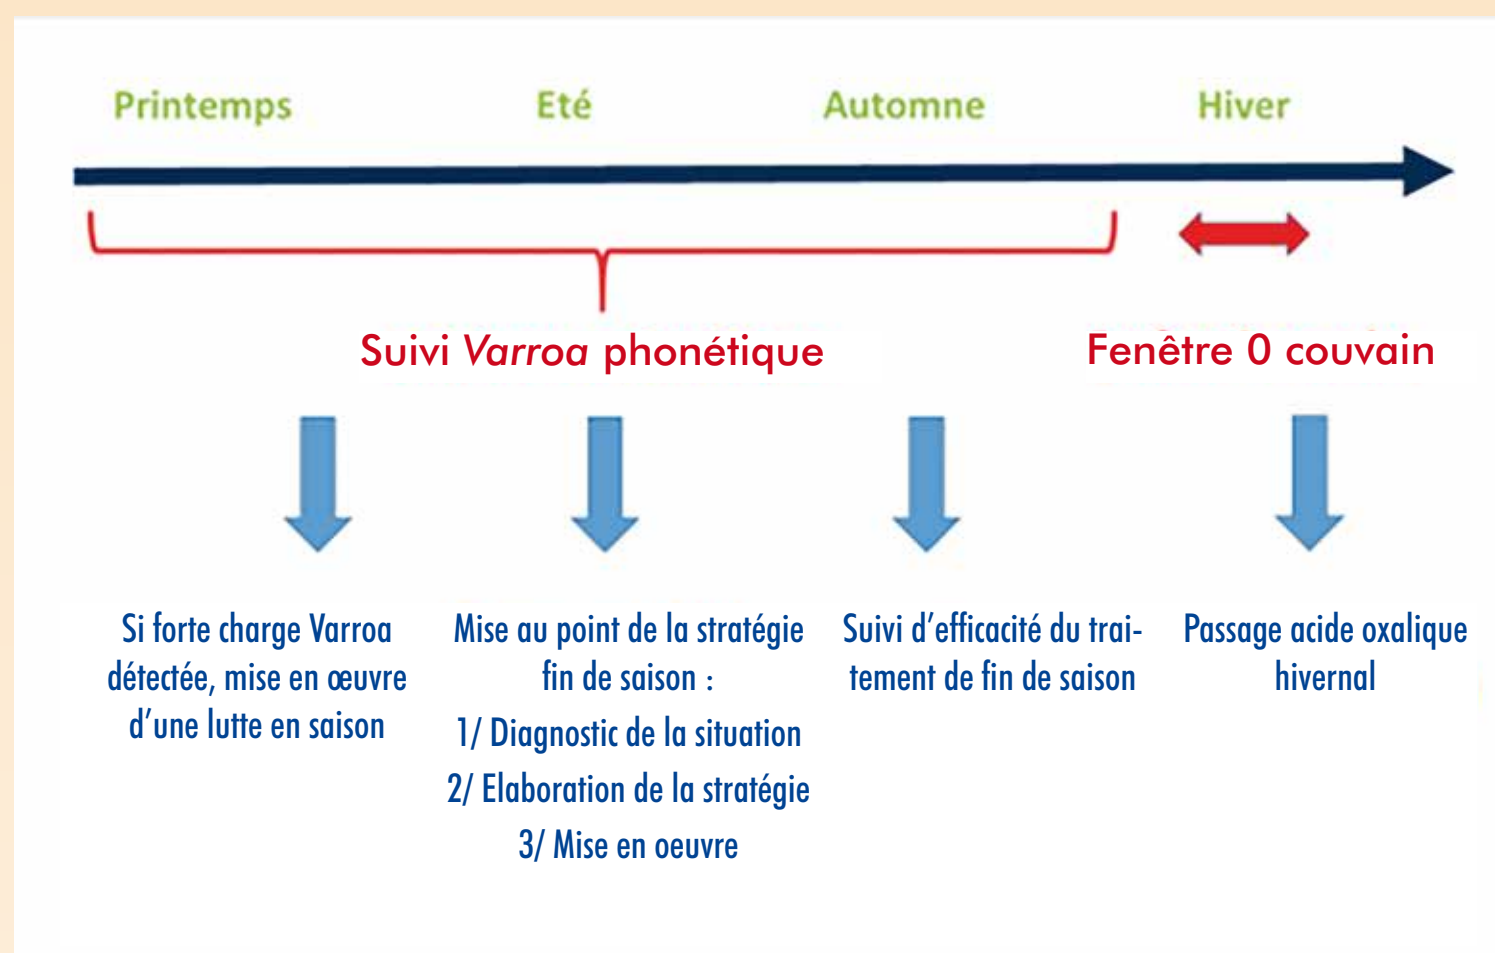 Printemps
Eté
Automne
Hiver
Suivi Varroa phonétique
Fenêtre 0 couvain
Si forte charge Varroa
détectée, mise en œuvre
d’une lutte en saison
Mise au point de la stratégie
fin de saison :
1/ Diagnostic de la situation
2/ Elaboration de la stratégie
3/ Mise en oeuvre
Suivi d’efficacité du trai-
tement de fin de saison
Passage acide oxalique
hivernal